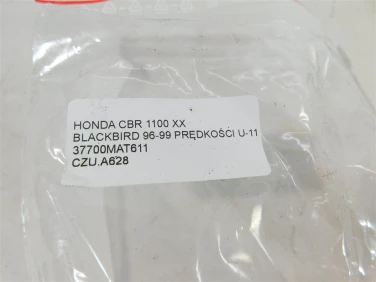 HONDA CBR 1100 XX
BLACKBIRD 96-99 PRĘDKOŚCI U-11
37700MAT611
CZU.A628